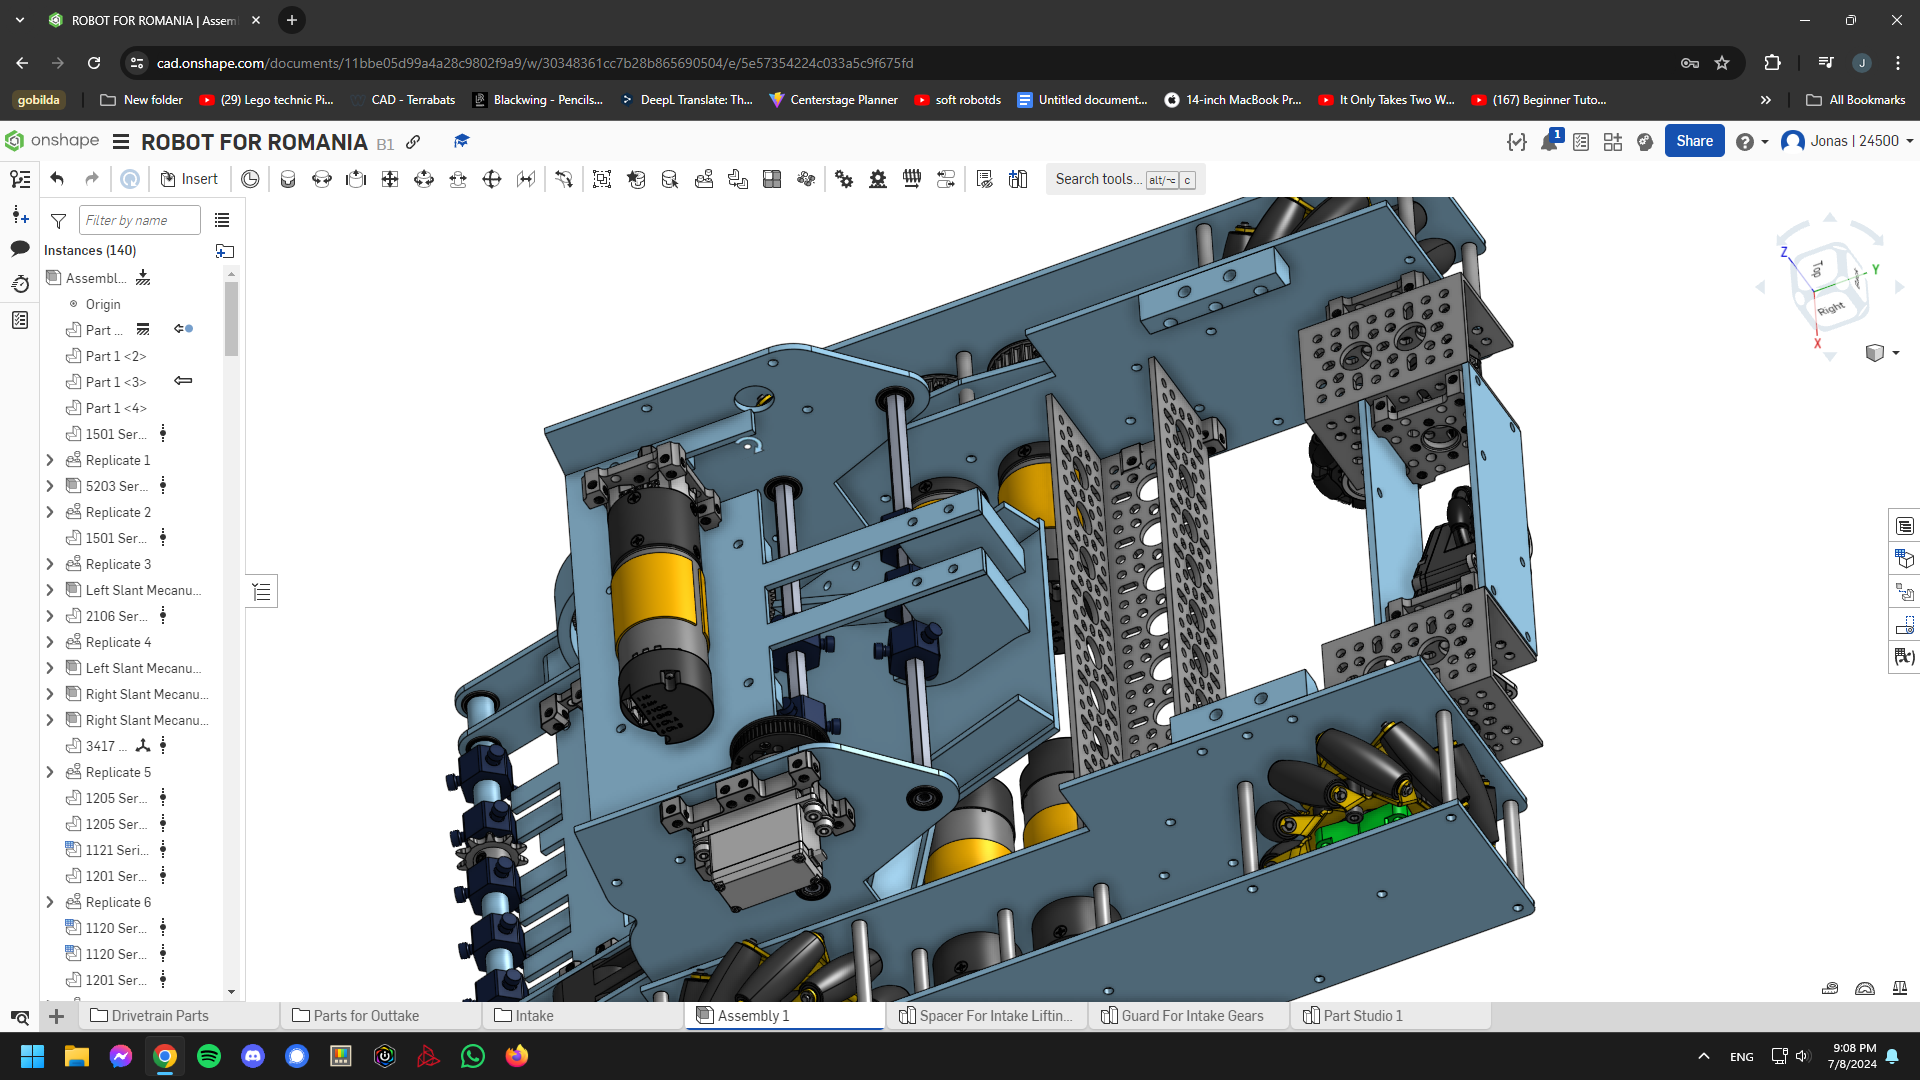 ROBOT FOR ROMANIA | Assem
cad.onshape.com/documents/11bbe05d99a4a28c9802f9a9/w/30348361cc7b28b865690504/e/5e57354224c033a5c9f675fd
J
gobilda
New folder
(29) Lego technic Pi...
CAD - Terrabats
Blackwing - Pencils...
DeepL Translate: Th...
Centerstage Planner
soft robotds
Untitled document...
14-inch MacBook Pr...
It Only Takes Two W...
(167) Beginner Tuto...
All Bookmarks
onshape
ROBOT FOR ROMANIA B1
1
Share
Jonas | 24500
Insert
Search tools... alt/⌥ c
Filter by name
Instances (140)
Assembl...
Origin
Part ...
Part 1 <2>
Part 1 <3>
Part 1 <4>
1501 Ser...
Replicate 1
5203 Ser...
Replicate 2
1501 Ser...
Replicate 3
Left Slant Mecanu...
2106 Ser...
Replicate 4
Left Slant Mecanu...
Right Slant Mecanu...
Right Slant Mecanu...
3417 ...
Replicate 5
1205 Ser...
1205 Ser...
1121 Seri...
1201 Ser...
Replicate 6
1120 Ser...
1120 Ser...
1201 Ser...
Z
Y
X
Top
Right
Drivetrain Parts
Parts for Outtake
Intake
Assembly 1
Spacer For Intake Liftin...
Guard For Intake Gears
Part Studio 1
ENG
9:08 PM
7/8/2024